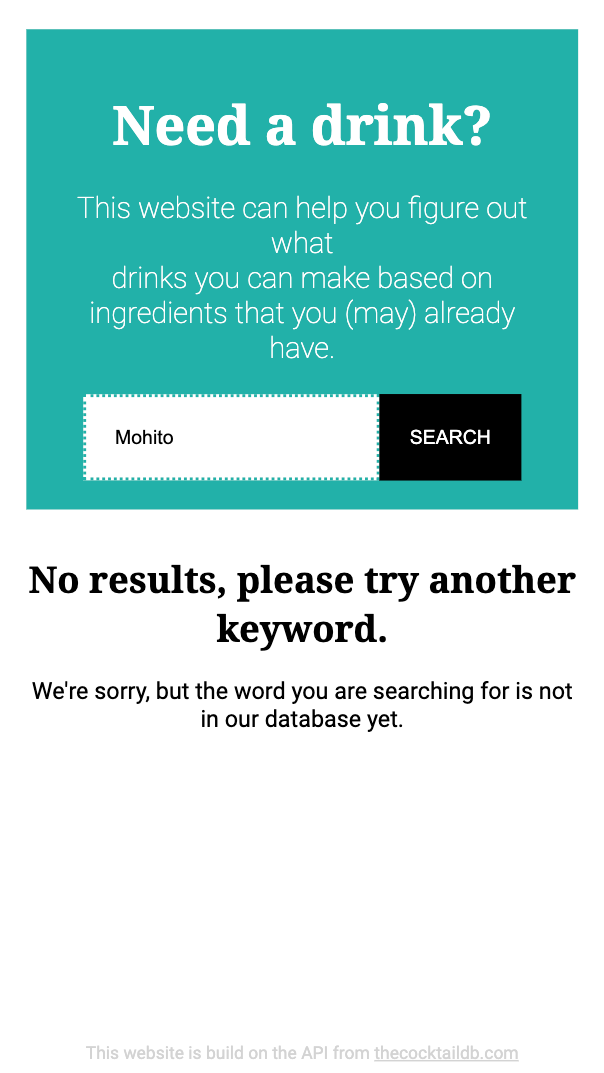 Need a drink?
This website can help you figure out
what
drinks you can make based on
ingredients that you (may) already
have.
Mohito
SEARCH
No results, please try another
keyword.
We're sorry, but the word you are searching for is not
in our database yet.
This website is build on the API from thecocktaildb.com